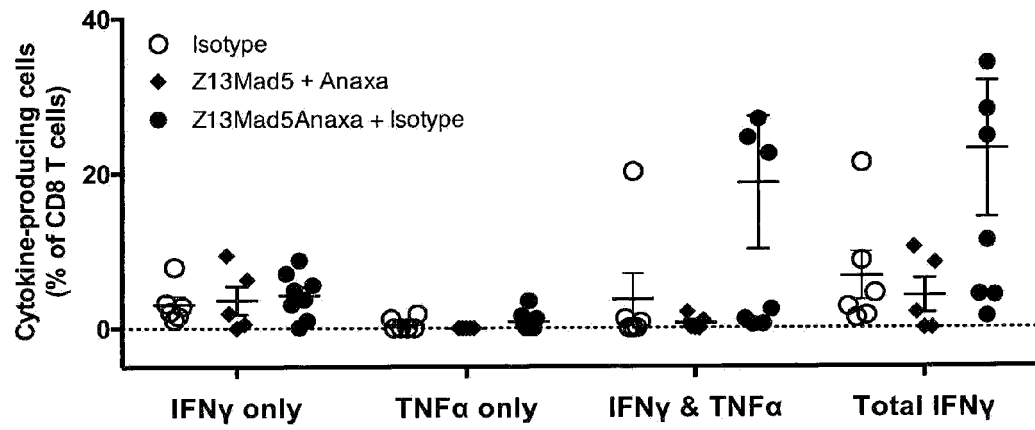 Cytokine-producing cells
(% of CD8 T cells)
40
20
0
Isotype
Z13Mad5 + Anaxa
Z13Mad5Anaxa + Isotype
IFNγ only
TNFα only
IFNγ & TNFα
Total IFNγ